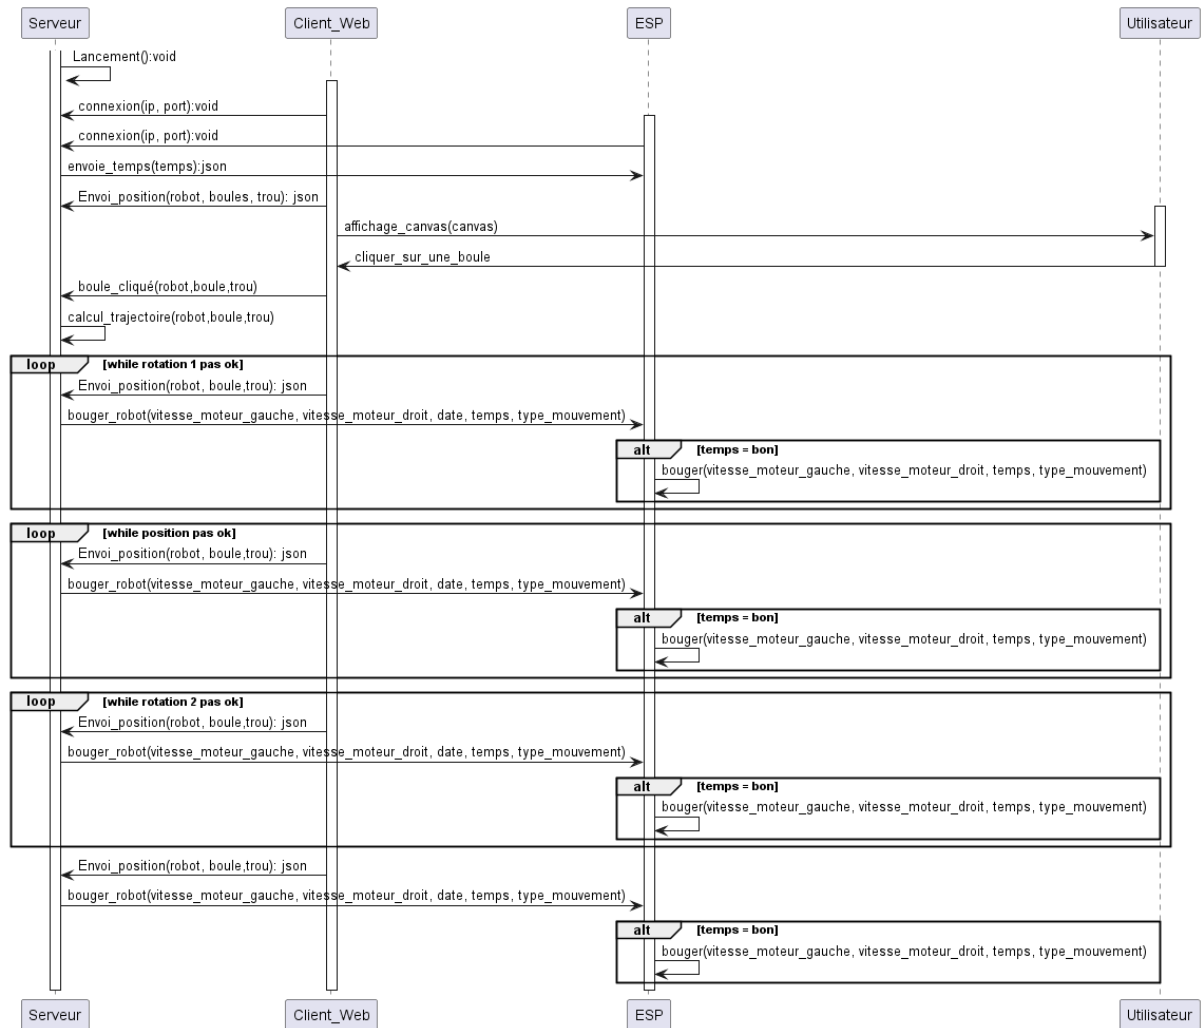 Serveur Client_Web ESP Utilisateur
Lancement():void
connexion(ip, port):void
connexion(ip, port):void
envoie_temps(temps):json
Envoi_position(robot, boules, trou): json
affichage_canvas(canvas)
cliquer_sur_une_boule
boule_cliqué(robot,boule,trou)
calcul_trajectoire(robot,boule,trou)
loop [while rotation 1 pas ok]
Envoi_position(robot, boule,trou): json
bouger_robot(vitesse_moteur_gauche, vitesse_moteur_droit, date, temps, type_mouvement)
alt [temps = bon]
bouger(vitesse_moteur_gauche, vitesse_moteur_droit, temps, type_mouvement)
loop [while position pas ok]
Envoi_position(robot, boule,trou): json
bouger_robot(vitesse_moteur_gauche, vitesse_moteur_droit, date, temps, type_mouvement)
alt [temps = bon]
bouger(vitesse_moteur_gauche, vitesse_moteur_droit, temps, type_mouvement)
loop [while rotation 2 pas ok]
Envoi_position(robot, boule,trou): json
bouger_robot(vitesse_moteur_gauche, vitesse_moteur_droit, date, temps, type_mouvement)
alt [temps = bon]
bouger(vitesse_moteur_gauche, vitesse_moteur_droit, temps, type_mouvement)
Envoi_position(robot, boule,trou): json
bouger_robot(vitesse_moteur_gauche, vitesse_moteur_droit, date, temps, type_mouvement)
alt [temps = bon]
bouger(vitesse_moteur_gauche, vitesse_moteur_droit, temps, type_mouvement)
Serveur Client_Web ESP Utilisateur